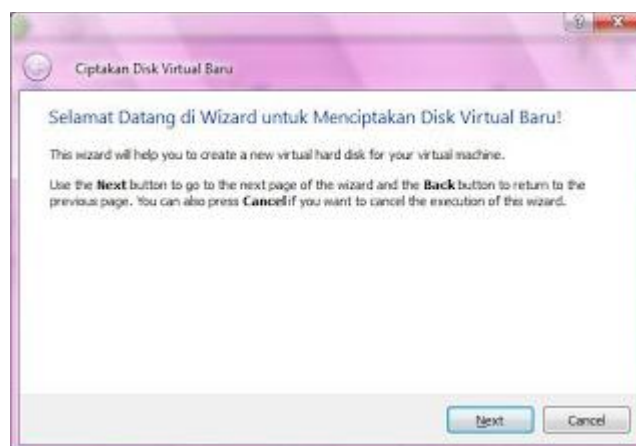 Ciptakan Disk Virtual Baru
Selamat Datang di Wizard untuk Menciptakan Disk Virtual Baru!
This wizard will help you to create a new virtual hard disk for your virtual machine.
Use the Next button to go to the next page of the wizard and the Back button to return to the
previous page. You can also press Cancel if you want to cancel the execution of this wizard.
Next Cancel